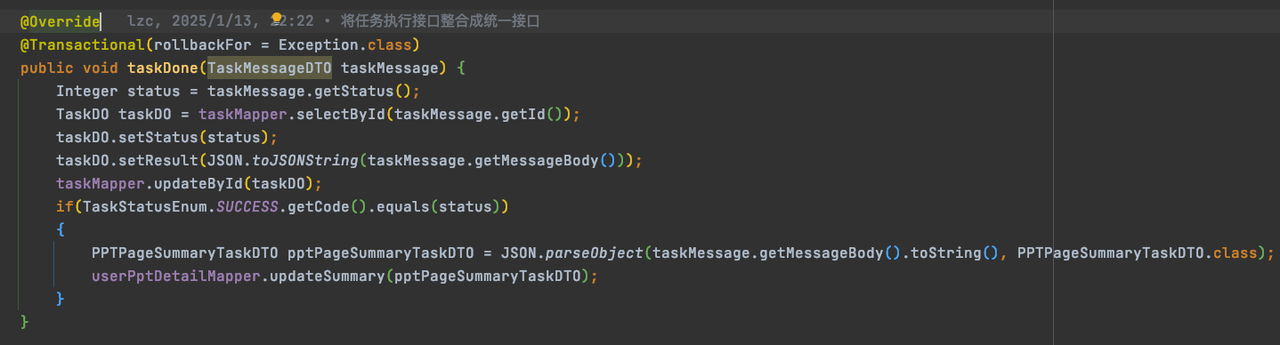 @Override    lzc, 2025/1/13, 22:22 • 将任务执行接口整合成统一接口
@Transactional(rollbackFor = Exception.class)
public void taskDone(TaskMessageDTO taskMessage) {
    Integer status = taskMessage.getStatus();
    TaskDO taskDO = taskMapper.selectById(taskMessage.getId());
    taskDO.setStatus(status);
    taskDO.setResult(JSON.toJSONString(taskMessage.getMessageBody()));
    taskMapper.updateById(taskDO);
    if(TaskStatusEnum.SUCCESS.getCode().equals(status))
    {
        PPTPageSummaryTaskDTO pptPageSummaryTaskDTO = JSON.parseObject(taskMessage.getMessageBody().toString(), PPTPageSummaryTaskDTO.class);
        userPptDetailMapper.updateSummary(pptPageSummaryTaskDTO);
    }
}